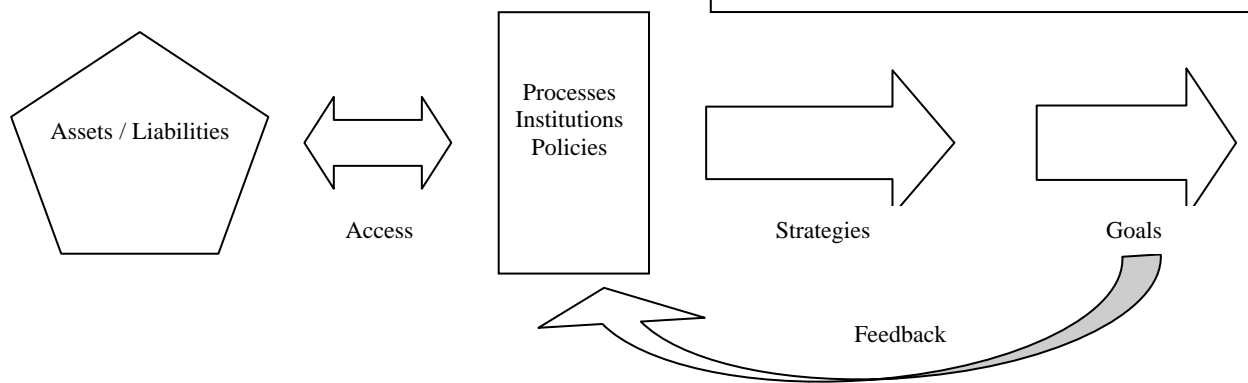 Assets / Liabilities
Access
Processes
Institutions
Policies
Strategies
Goals
Feedback